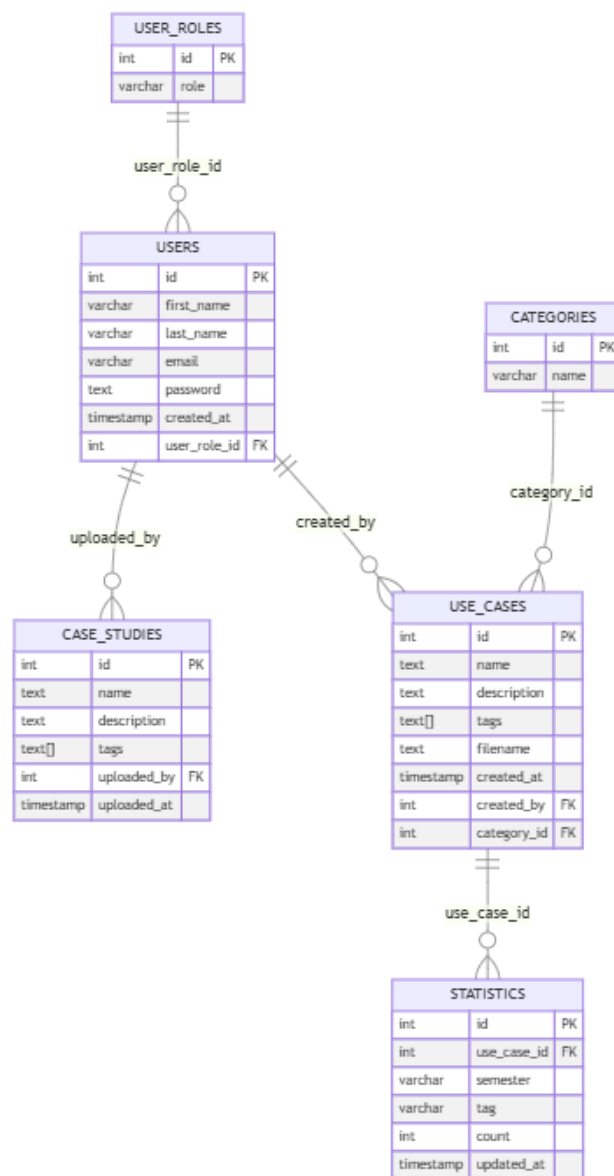 USER_ROLES
int id PK
varchar role
user_role_id
USERS
int id PK
varchar first_name
varchar last_name
varchar email
text password
timestamp created_at
int user_role_id FK
CATEGORIES
int id PK
varchar name
category_id
created_by
uploaded_by
CASE_STUDIES
int id PK
text name
text description
text[] tags
int uploaded_by FK
timestamp uploaded_at
USE_CASES
int id PK
text name
text description
text[] tags
text filename
timestamp created_at
int created_by FK
int category_id FK
use_case_id
STATISTICS
int id PK
int use_case_id FK
varchar semester
varchar tag
int count
timestamp updated_at